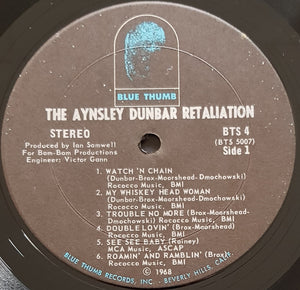 BLUE THUMB
THE AYNSLEY DUNBAR RETALIATION
STEREO
Produced by Ian Samwell
For Bam-Bam Productions
Engineer: Victor Gann
BTS 4
(BTS 5007)
Side 1
1. WATCH 'N CHAIN
(Dunbar-Brox-Moorshead-Dmochowski)
Rococco Music, BMI
2. MY WHISKEY HEAD WOMAN
(Dunbar-Brox-Moorshead-Dmochowski)
Rococco Music, BMI
3. TROUBLE NO MORE (Brox-Moorshead-
Dmochowski) Rococco Music, BMI
4. DOUBLE LOVIN' (Brox-Moorshead)
Rococco Music, BMI
5. SEE SEE BABY (Rainey)
MCA Music, ASCAP
6. ROAMIN' AND RAMBLIN' (Brox-
Moorshead) Rococco Music, BMI
BLUE THUMB RECORDS, INC. - BEVERLY HILLS, CALIF.
© 1968